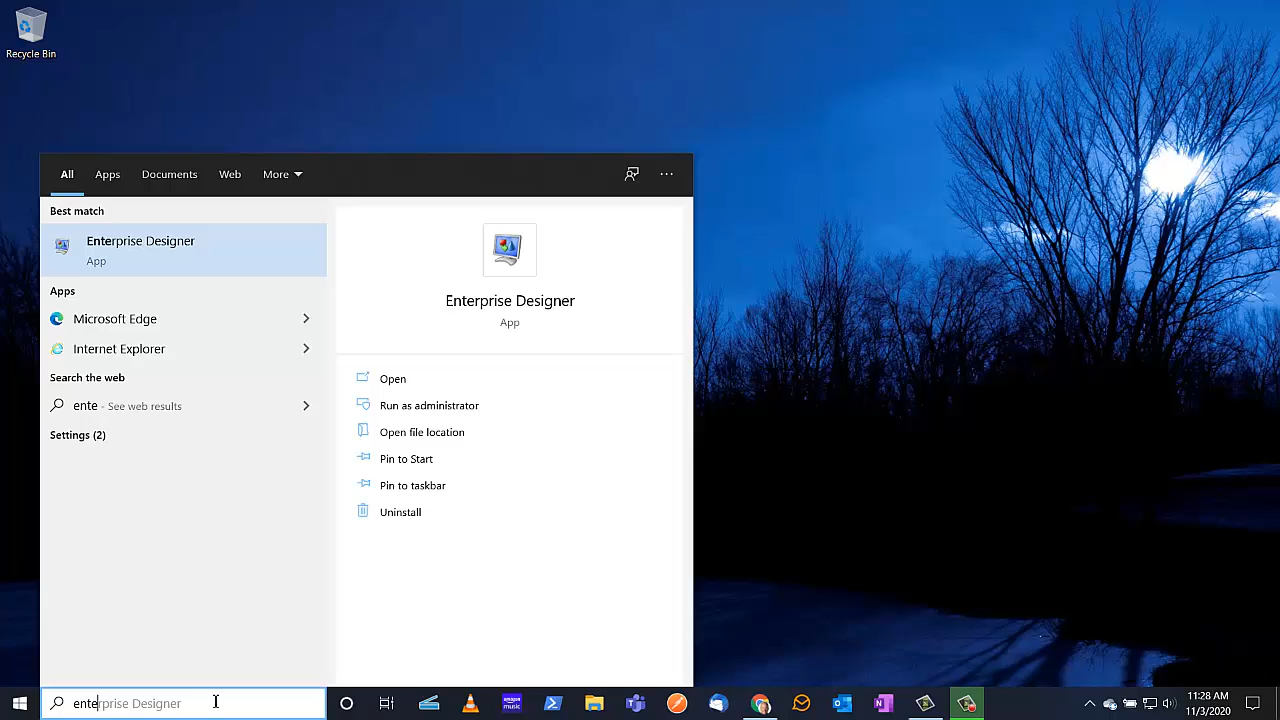 Recycle Bin
All
Apps
Documents
Web
More
Best match
Enterprise Designer
App
Apps
Microsoft Edge
Internet Explorer
Search the web
ente - See web results
Settings (2)
Enterprise Designer
App
Open
Run as administrator
Open file location
Pin to Start
Pin to taskbar
Uninstall
enterprise Designer
amazon music
11:28 AM
11/3/2020